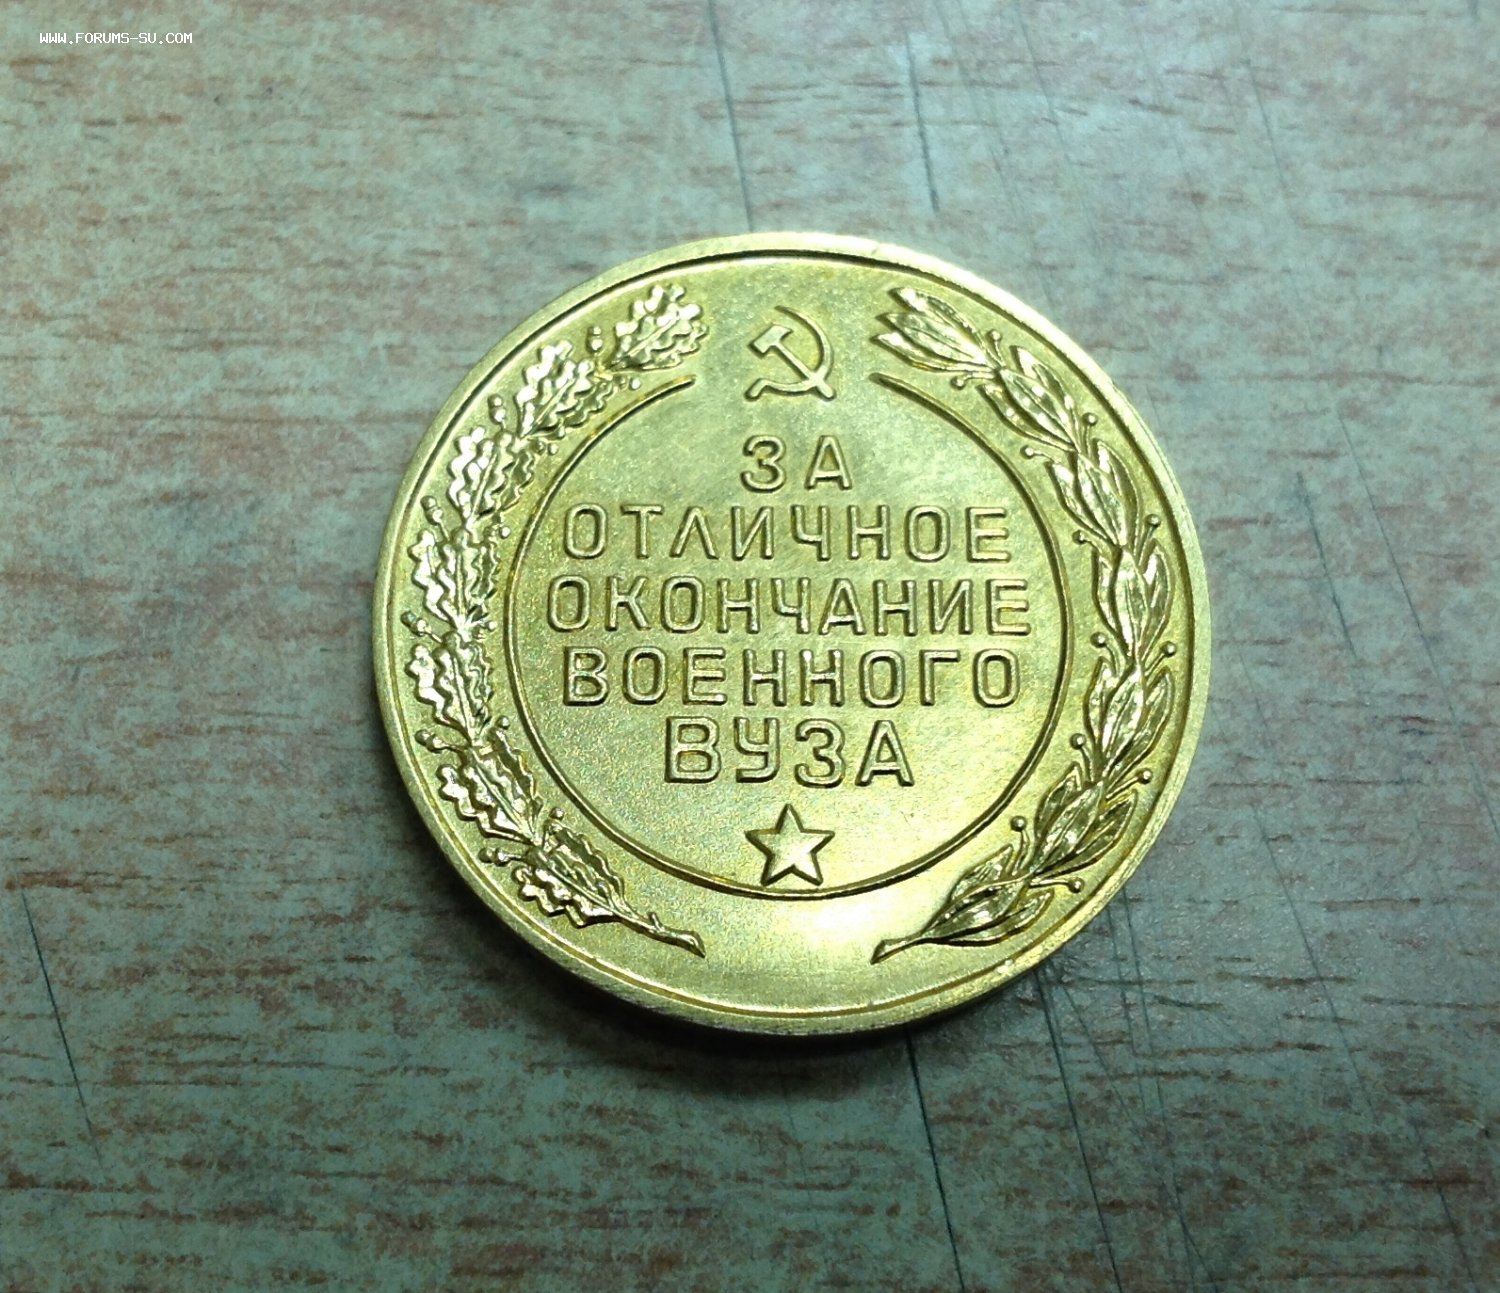 WWW.FORUMS-SU.COM
ЗА
ОТЛИЧНОЕ
ОКОНЧАНИЕ
ВОЕННОГО
ВУЗА